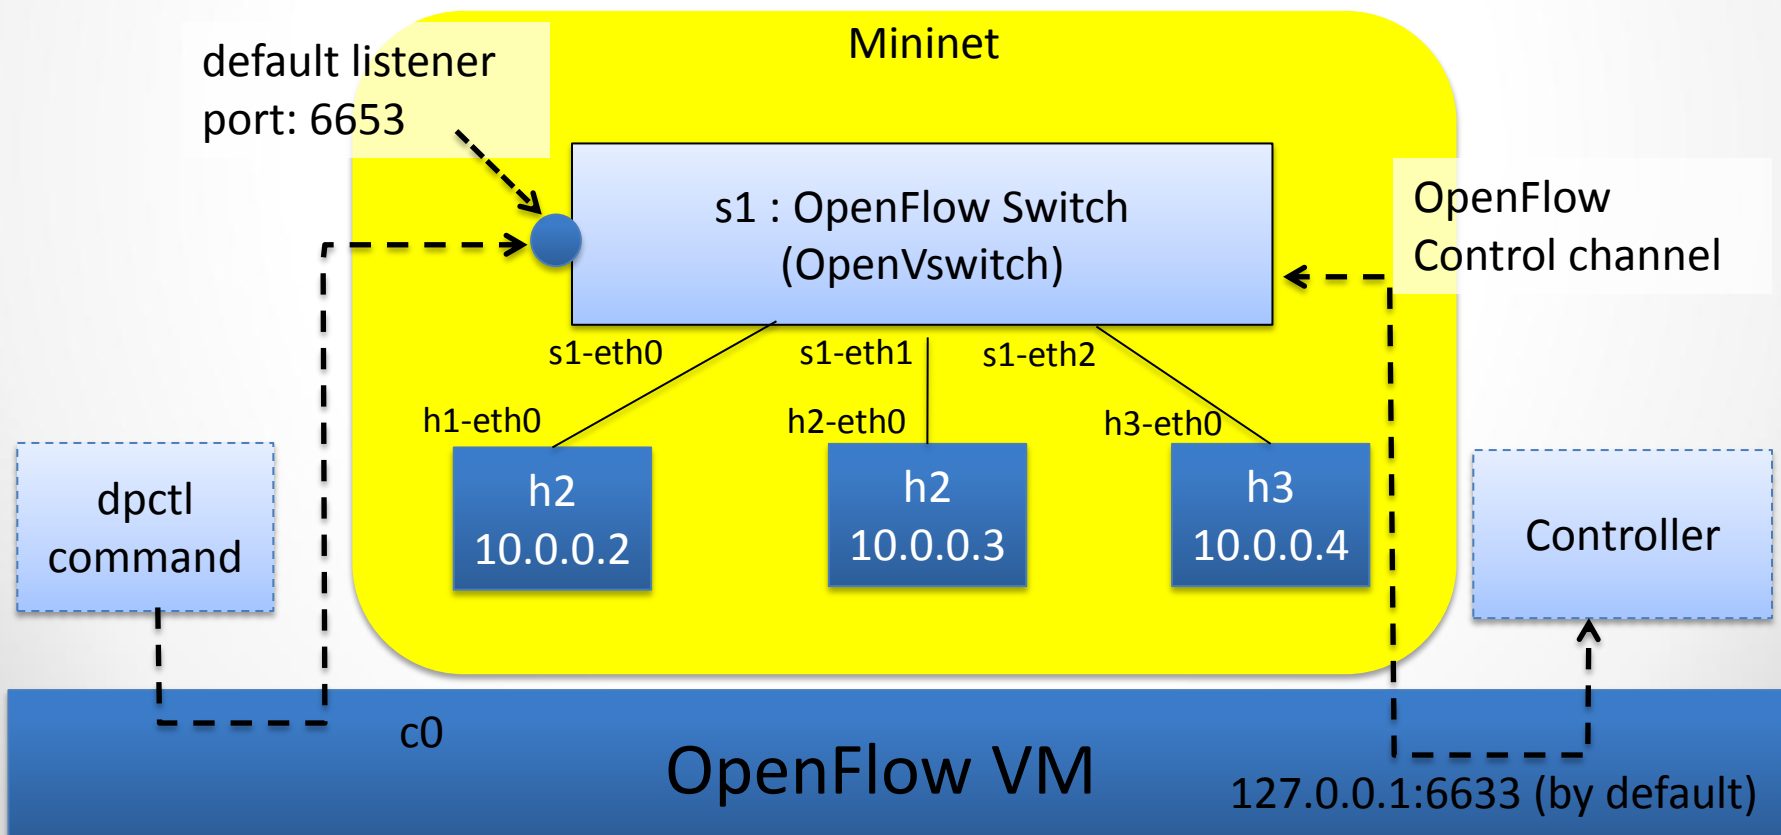 Mininet
default listener
port: 6653
s1 : OpenFlow Switch
(OpenVswitch)
OpenFlow
Control channel
s1-eth0
s1-eth1
s1-eth2
h1-eth0
h2-eth0
h3-eth0
dpctl
command
h2
10.0.0.2
h2
10.0.0.3
h3
10.0.0.4
Controller
c0
OpenFlow VM
127.0.0.1:6633 (by default)